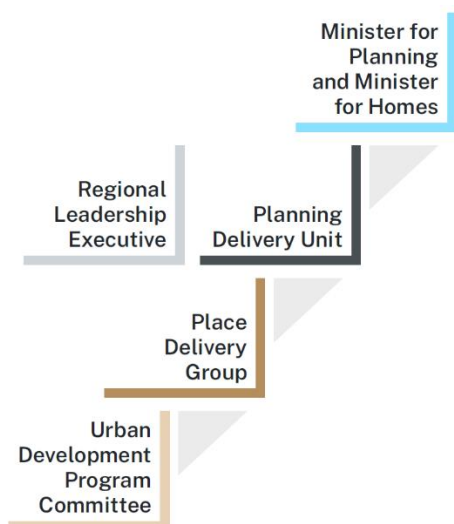 Minister for
Planning
and Minister
for Homes
Regional
Leadership
Executive
Planning
Delivery Unit
Place
Delivery
Group
Urban
Development
Program
Committee